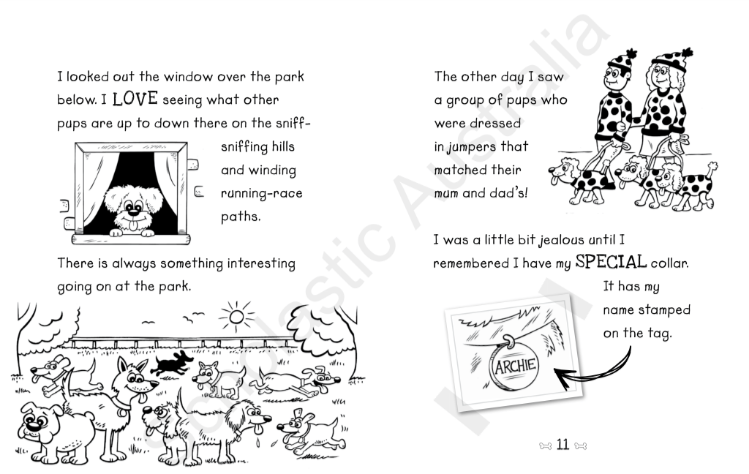 I looked out the window over the park
below. I LOVE seeing what other
pups are up to down there on the sniff-
sniffing hills
and winding
running-race
paths.
There is always something interesting
going on at the park.
The other day I saw
a group of pups who
were dressed
in jumpers that
matched their
mum and dad's!
I was a little bit jealous until I
remembered I have my SPECIAL collar.
It has my
name stamped
on the tag.
ARCHIE
11
Scholastic Australia